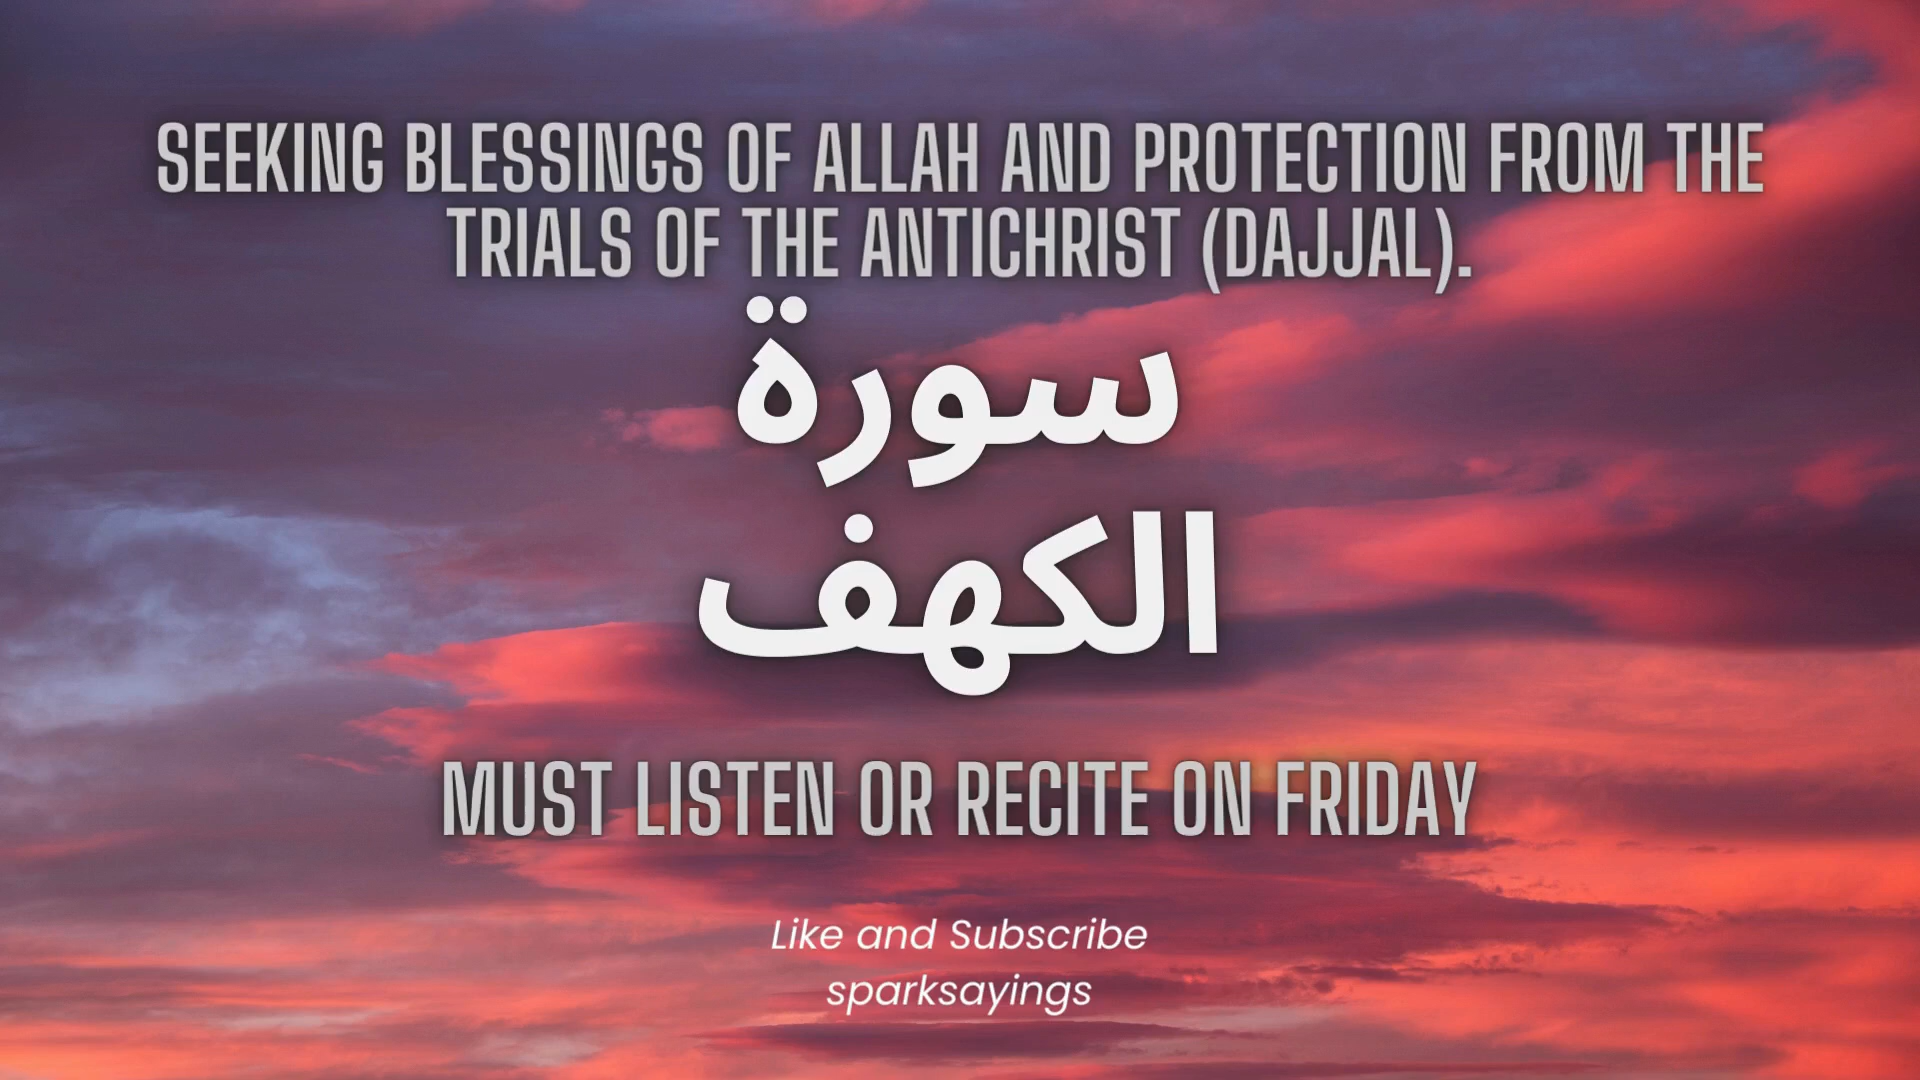 SEEKING BLESSINGS OF ALLAH AND PROTECTION FROM THE
TRIALS OF THE ANTICHRIST (DAJJAL).
سورة
الكهف
MUST LISTEN OR RECITE ON FRIDAY
Like and Subscribe
sparksayings